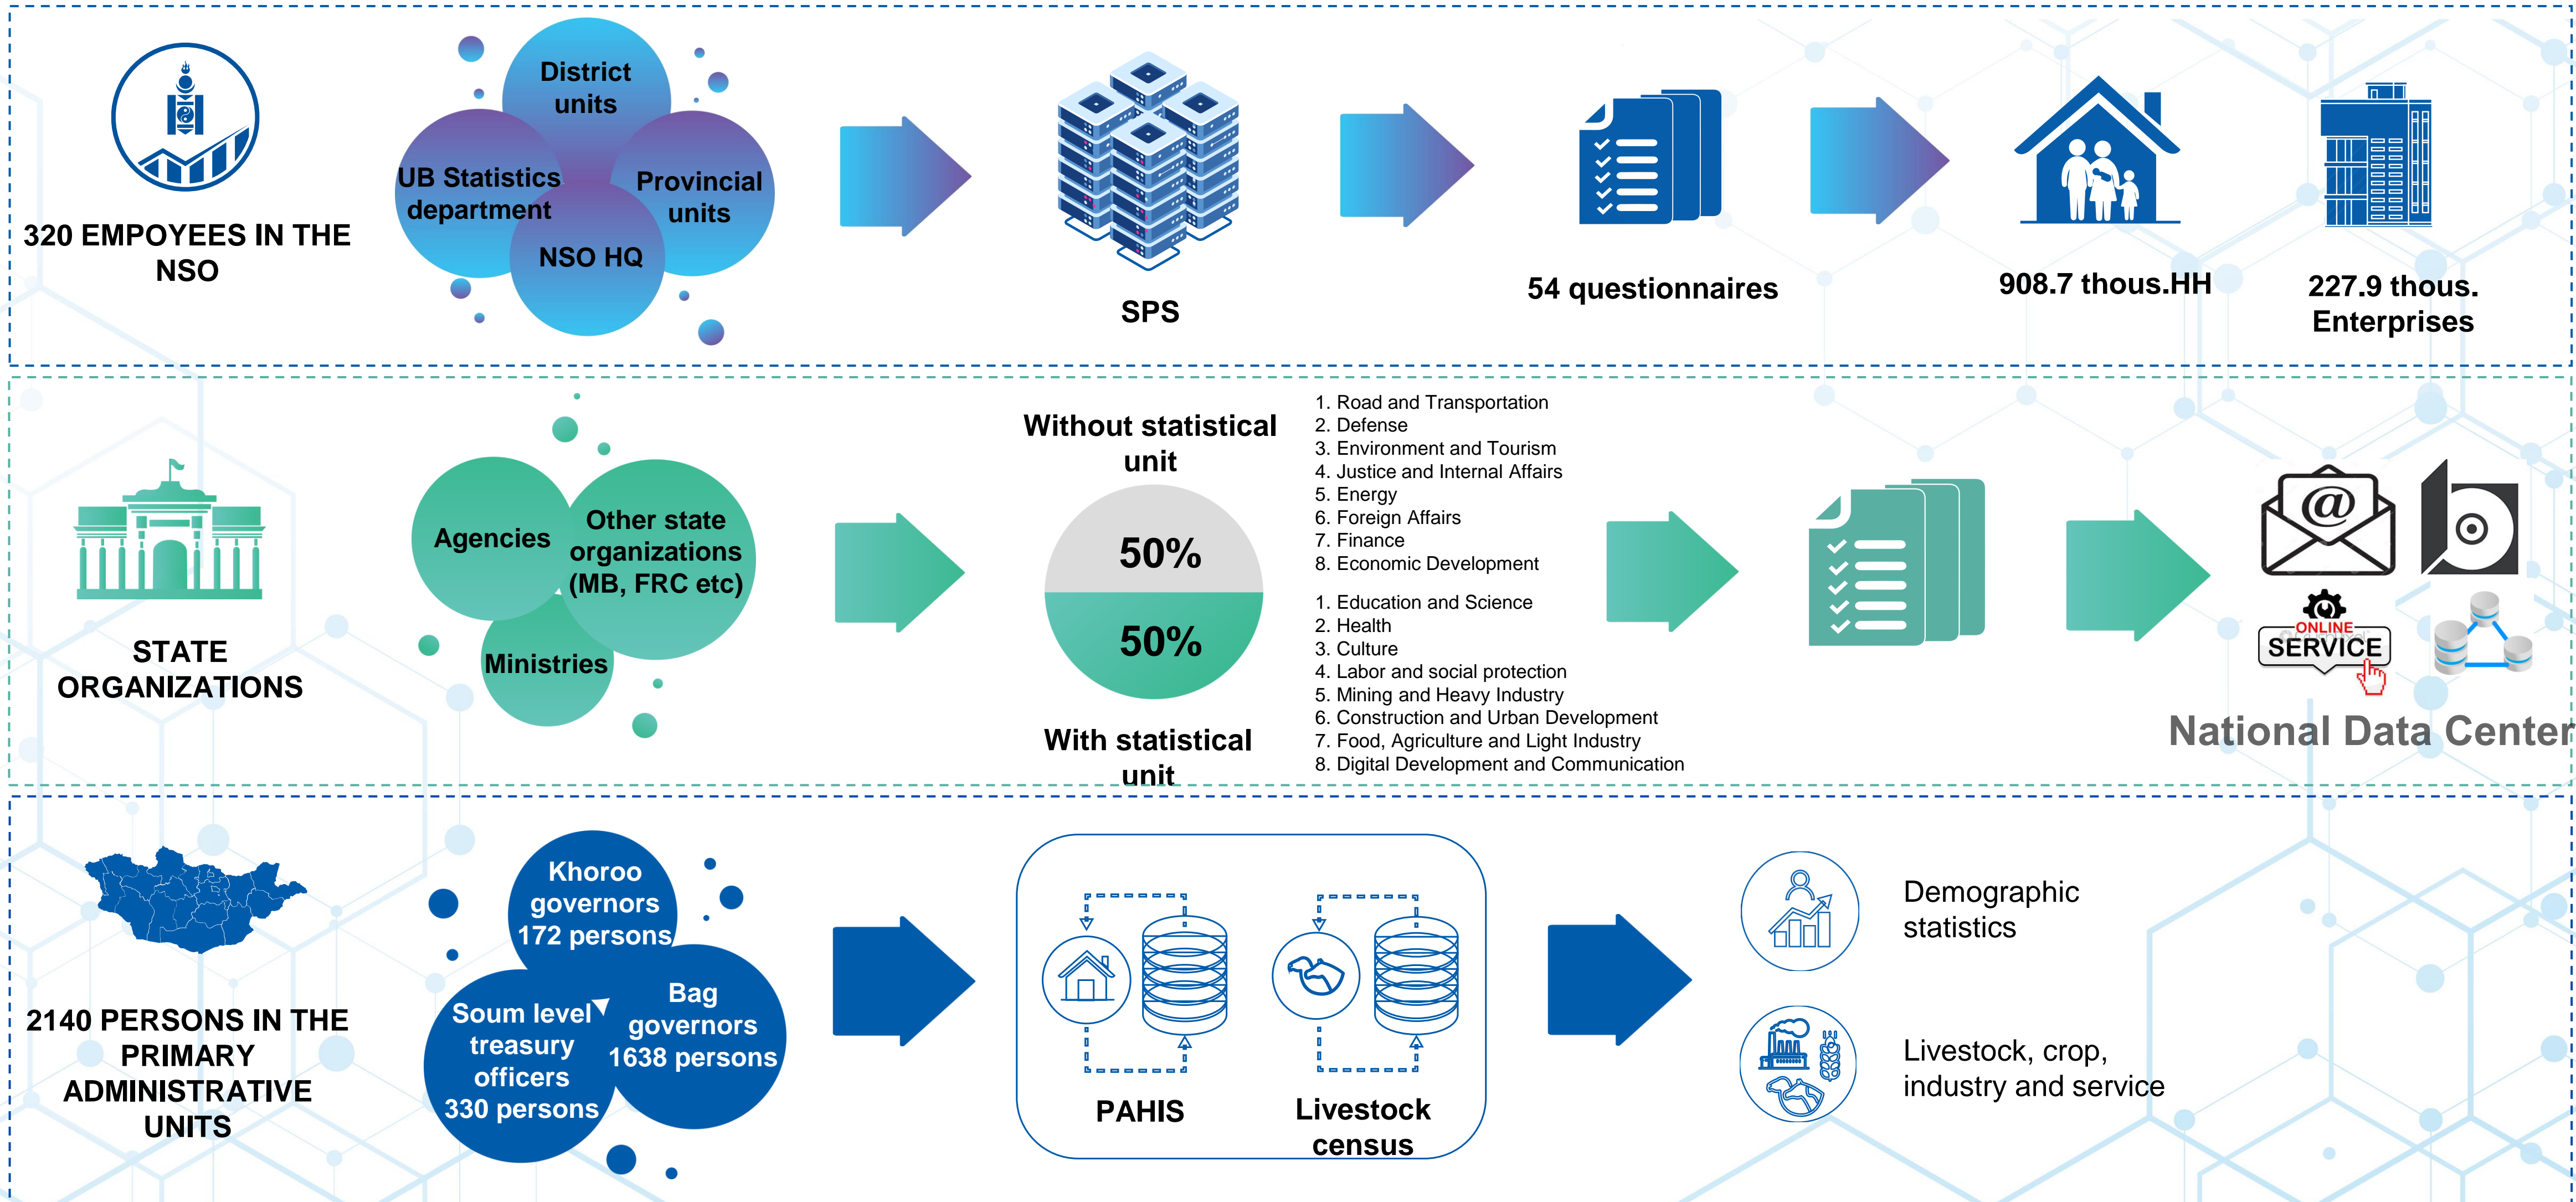 320 EMPOYEES IN THE
NSO
District
units
UB Statistics
department
Provincial
units
NSO HQ
SPS
54 questionnaires
908.7 thous.HH
227.9 thous.
Enterprises
STATE
ORGANIZATIONS
Agencies
Other state
organizations
(MB, FRC etc)
Ministries
Without statistical
unit
50%
50%
With statistical
unit
1. Road and Transportation
2. Defense
3. Environment and Tourism
4. Justice and Internal Affairs
5. Energy
6. Foreign Affairs
7. Finance
8. Economic Development
1. Education and Science
2. Health
3. Culture
4. Labor and social protection
5. Mining and Heavy Industry
6. Construction and Urban Development
7. Food, Agriculture and Light Industry
8. Digital Development and Communication
@
ONLINE
SERVICE
National Data Center
2140 PERSONS IN THE
PRIMARY
ADMINISTRATIVE
UNITS
Khoroo
governors
172 persons
Soum level
treasury
officers
330 persons
Bag
governors
1638 persons
PAHIS
Livestock
census
Demographic
statistics
Livestock, crop,
industry and service